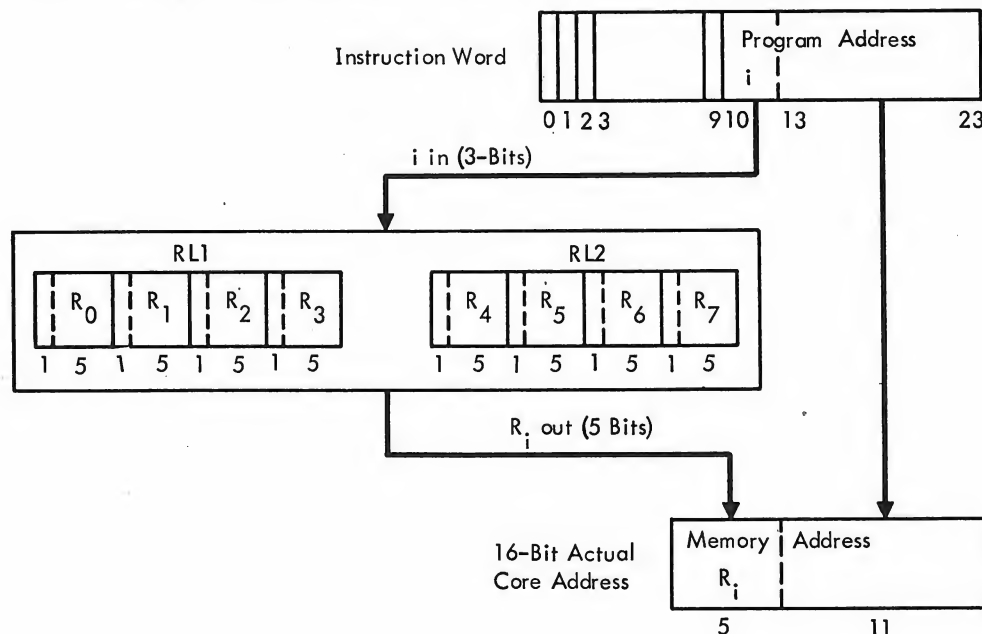 Program Address
Instruction Word
i
0 1 2 3 9 10 13 23
i in (3-Bits)
RL1 RL2
R0 R1 R2 R3 R4 R5 R6 R7
1 5 1 5 1 5 1 5 1 5 1 5 1 5 1 5
Ri out (5 Bits)
16-Bit Actual
Core Address
Memory Address
Ri
5 11